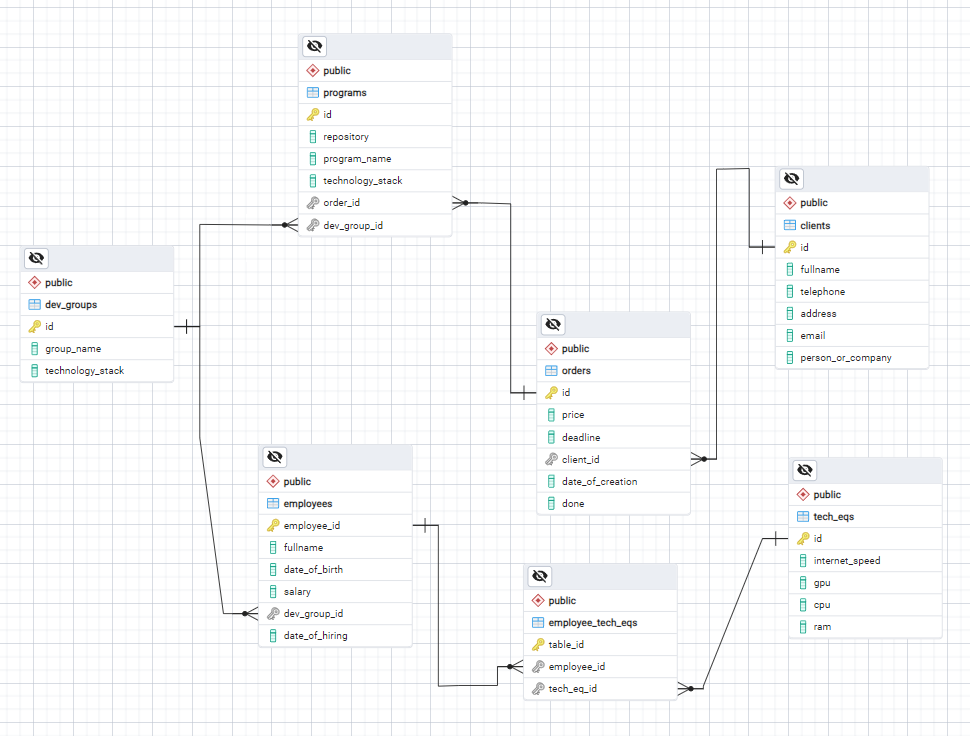 public
programs
id
repository
program_name
technology_stack
order_id
dev_group_id
public
clients
id
fullname
telephone
address
email
person_or_company
public
dev_groups
id
group_name
technology_stack
public
orders
id
price
deadline
client_id
date_of_creation
done
public
employees
employee_id
fullname
date_of_birth
salary
dev_group_id
date_of_hiring
public
tech_eqs
id
internet_speed
gpu
cpu
ram
public
employee_tech_eqs
table_id
employee_id
tech_eq_id